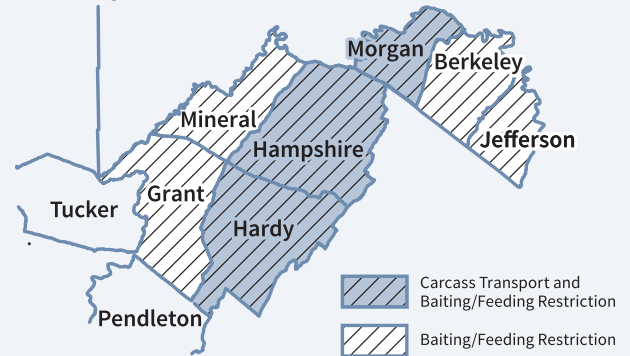 Morgan
Berkeley
Mineral
Jefferson
Hampshire
Grant
Tucker
Hardy
Carcass Transport and
Baiting/Feeding Restriction
Pendleton
Baiting/Feeding Restriction